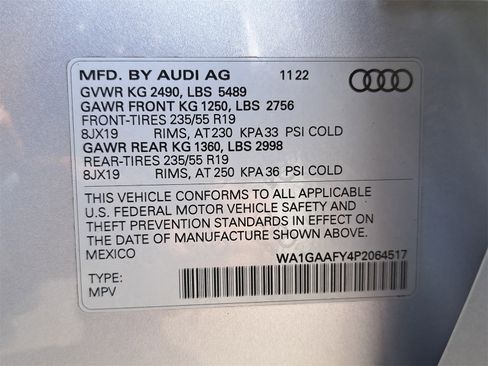 MFD. BY AUDI AG 11 22
GVWR KG 2490, LBS 5489
GAWR FRONT KG 1250, LBS 2756
FRONT-TIRES 235/55 R19
8JX19 RIMS, AT 230 KPA 33 PSI COLD
GAWR REAR KG 1360, LBS 2998
REAR-TIRES 235/55 R19
8JX19 RIMS, AT 250 KPA 36 PSI COLD
THIS VEHICLE CONFORMS TO ALL APPLICABLE
U.S. FEDERAL MOTOR VEHICLE SAFETY AND
THEFT PREVENTION STANDARDS IN EFFECT ON
THE DATE OF MANUFACTURE SHOWN ABOVE.
MEXICO WA1GAAFY4P2064517
TYPE:
MPV